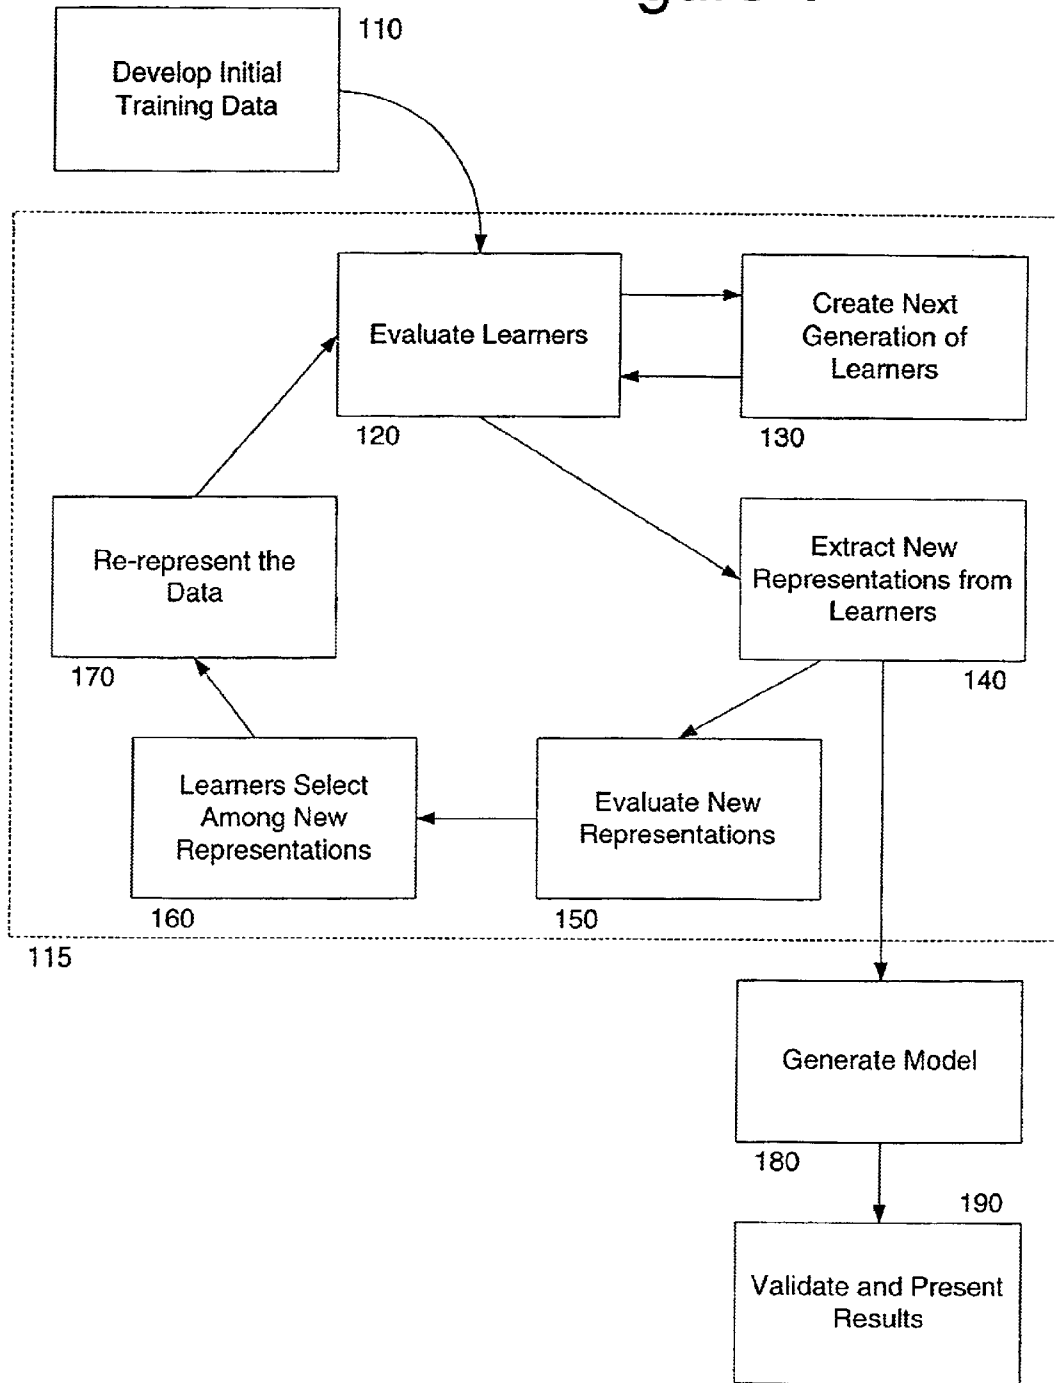 110
Develop Initial
Training Data
Evaluate Learners
120
Create Next
Generation of
Learners
130
Re-represent the
Data
170
Extract New
Representations from
Learners
140
Learners Select
Among New
Representations
160
Evaluate New
Representations
150
115
Generate Model
180
190
Validate and Present
Results